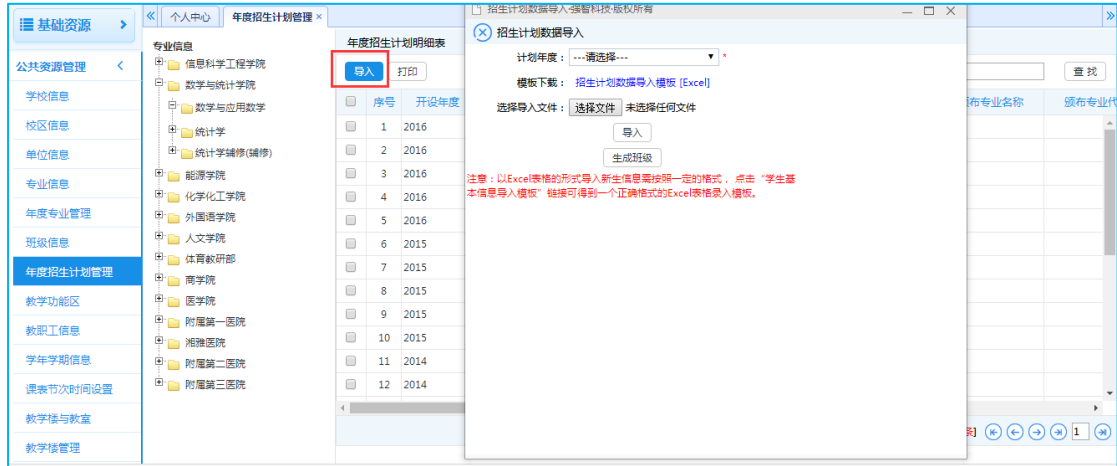 基础资源
公共资源管理
学校信息
校区信息
单位信息
专业信息
年度专业管理
班级信息
年度招生计划管理
教学功能区
教职工信息
学年学期信息
课表节次时间设置
教学楼与教室
教学楼管理
个人中心 年度招生计划管理 ×
专业信息
信息科学工程学院
数学与统计学院
数学与应用数学
统计学
统计学辅修(辅修)
能源学院
化学化工学院
外国语学院
人文学院
体育教研部
商学院
医学院
附属第一医院
湘雅医院
附属第二医院
附属第三医院
年度招生计划明细表
导入 打印 查 找
序号 开设年度 布专业名称 颁布专业代
1 2016
2 2016
3 2016
4 2016
5 2016
6 2015
7 2015
8 2015
9 2015
10 2015
11 2014
12 2014
1
招生计划数据导入-强智科技-版权所有
招生计划数据导入
计划年度： ---请选择--- *
模板下载： 招生计划数据导入模板 [Excel]
选择导入文件： 选择文件 未选择任何文件
导入
生成班级
注意：以Excel表格的形式导入新生信息需按照一定的格式， 点击“学生基
本信息导入模板”链接可得到一个正确格式的Excel表格录入模板。